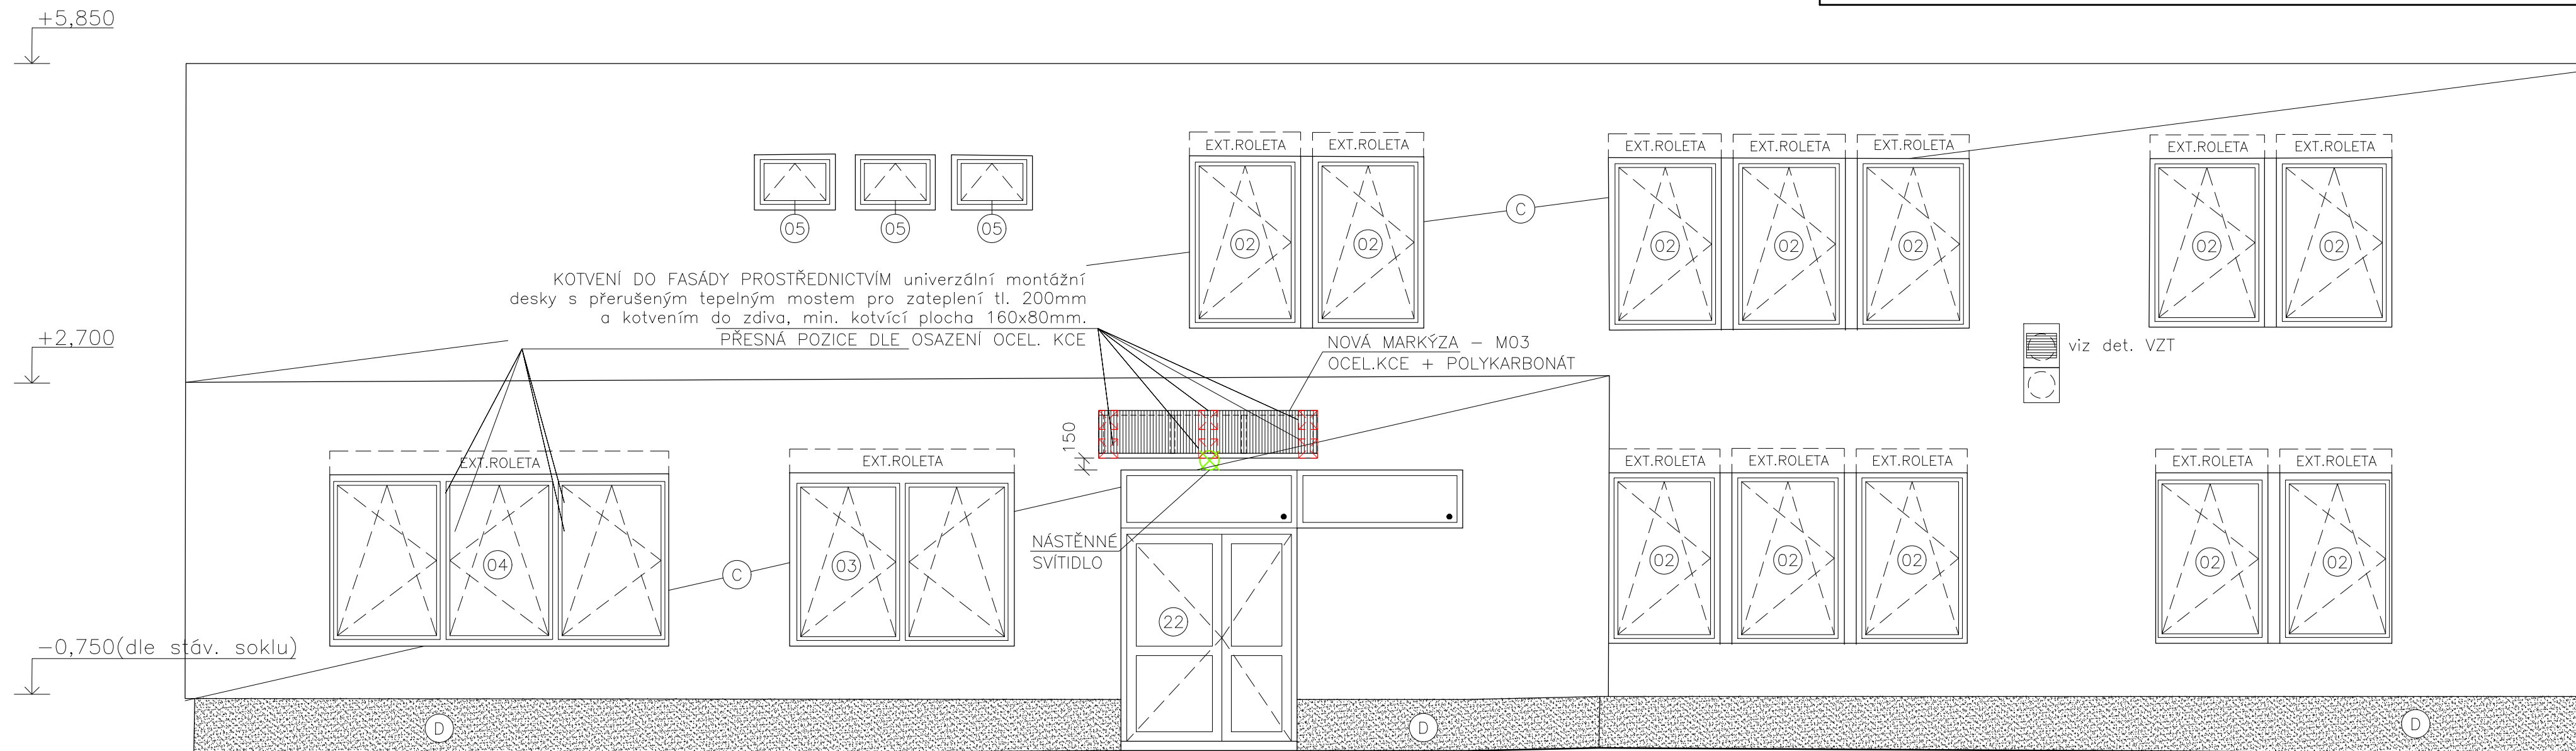 +5,850
EXT.ROLETA
EXT.ROLETA
EXT.ROLETA
EXT.ROLETA
EXT.ROLETA
EXT.ROLETA
EXT.ROLETA
05
05
05
02
02
C
02
02
02
02
02
KOTVENÍ DO FASÁDY PROSTŘEDNICTVÍM univerzální montážní
desky s přerušeným tepelným mostem pro zateplení tl. 200mm
a kotvením do zdiva, min. kotvící plocha 160x80mm.
PŘESNÁ POZICE DLE OSAZENÍ OCEL. KCE
+2,700
NOVÁ MARKÝZA - M03
OCEL.KCE + POLYKARBONÁT
viz det. VZT
150
EXT.ROLETA
EXT.ROLETA
EXT.ROLETA
EXT.ROLETA
EXT.ROLETA
EXT.ROLETA
EXT.ROLETA
04
C
03
NÁSTĚNNÉ
SVÍTIDLO
22
02
02
02
02
02
-0,750(dle stáv. soklu)
D
D
D